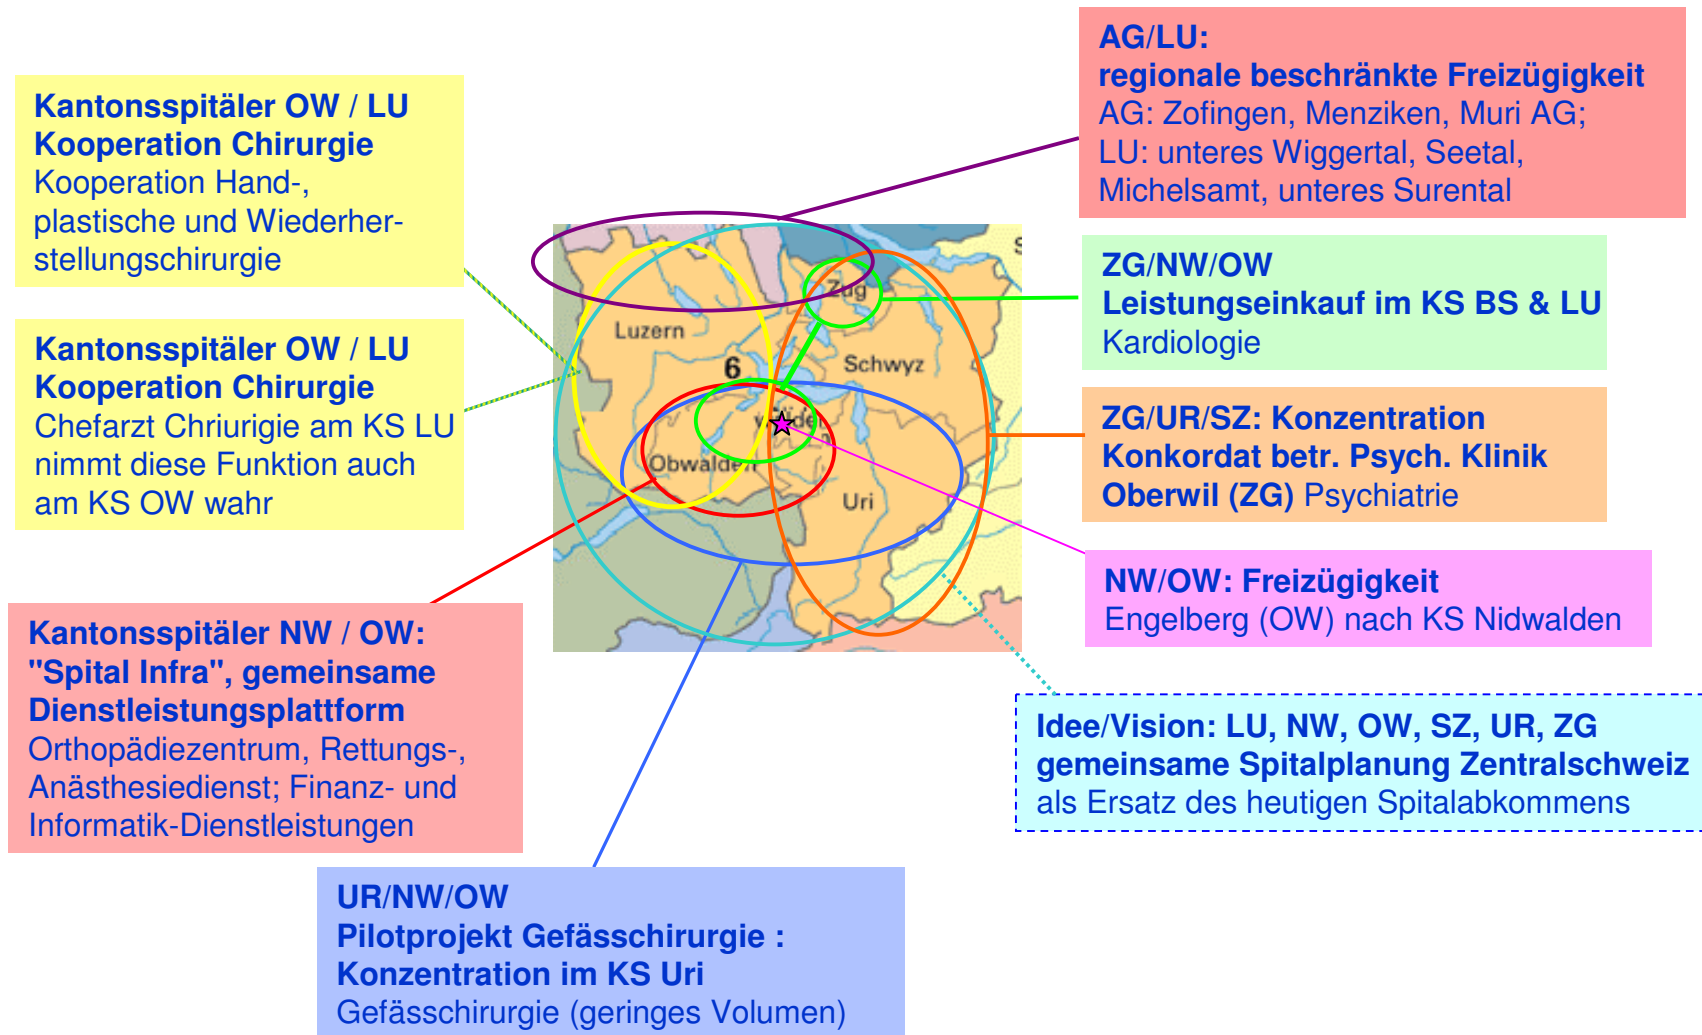 AG/LU:
regionale beschränkte Freizügigkeit
AG: Zofingen, Menziken, Muri AG;
LU: unteres Wiggertal, Seetal,
Michelsamt, unteres Surental
Kantonsspitäler OW / LU
Kooperation Chirurgie
Kooperation Hand-,
plastische und Wiederher-
stellungschirurgie
ZG/NW/OW
Leistungseinkauf im KS BS & LU
Kardiologie
Kantonsspitäler OW / LU
Kooperation Chirurgie
Chefarzt Chriurigie am KS LU
nimmt diese Funktion auch
am KS OW wahr
Zug
Luzern
6
Schwyz
Obwalden
Uri
ZG/UR/SZ: Konzentration
Konkordat betr. Psych. Klinik
Oberwil (ZG) Psychiatrie
NW/OW: Freizügigkeit
Engelberg (OW) nach KS Nidwalden
Kantonsspitäler NW / OW:
"Spital Infra", gemeinsame
Dienstleistungsplattform
Orthopädiezentrum, Rettungs-,
Anästhesiedienst; Finanz- und
Informatik-Dienstleistungen
Idee/Vision: LU, NW, OW, SZ, UR, ZG
gemeinsame Spitalplanung Zentralschweiz
als Ersatz des heutigen Spitalabkommens
UR/NW/OW
Pilotprojekt Gefässchirurgie :
Konzentration im KS Uri
Gefässchirurgie (geringes Volumen)